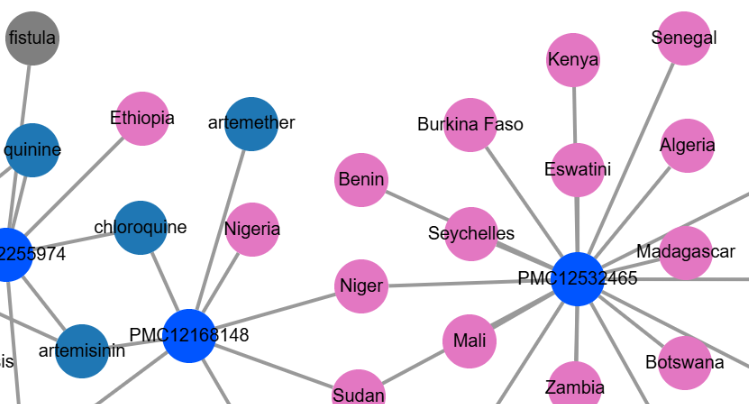 fistula
Senegal
Kenya
Ethiopia
artemether
Burkina Faso
quinine
Algeria
Eswatini
Benin
chloroquine
Nigeria
Seychelles
2255974
Madagascar
PMC12532465
Niger
PMC12168148
Mali
artemisinin
sis
Botswana
Zambia
Sudan